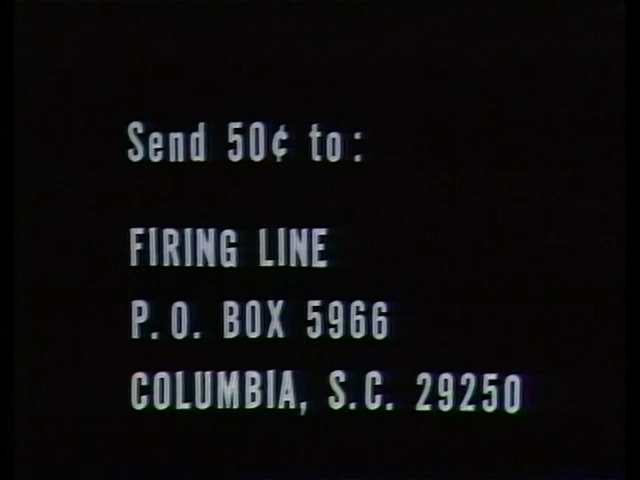 Send 50¢ to:
FIRING LINE
P.O. BOX 5966
COLUMBIA, S.C. 29250